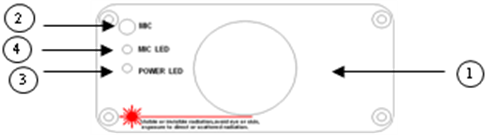 2
MIC
4
MIC LED
3
POWER LED
1
Visible or invisible radiation,avoid eye or skin,
exposure to direct or scattered radiation.